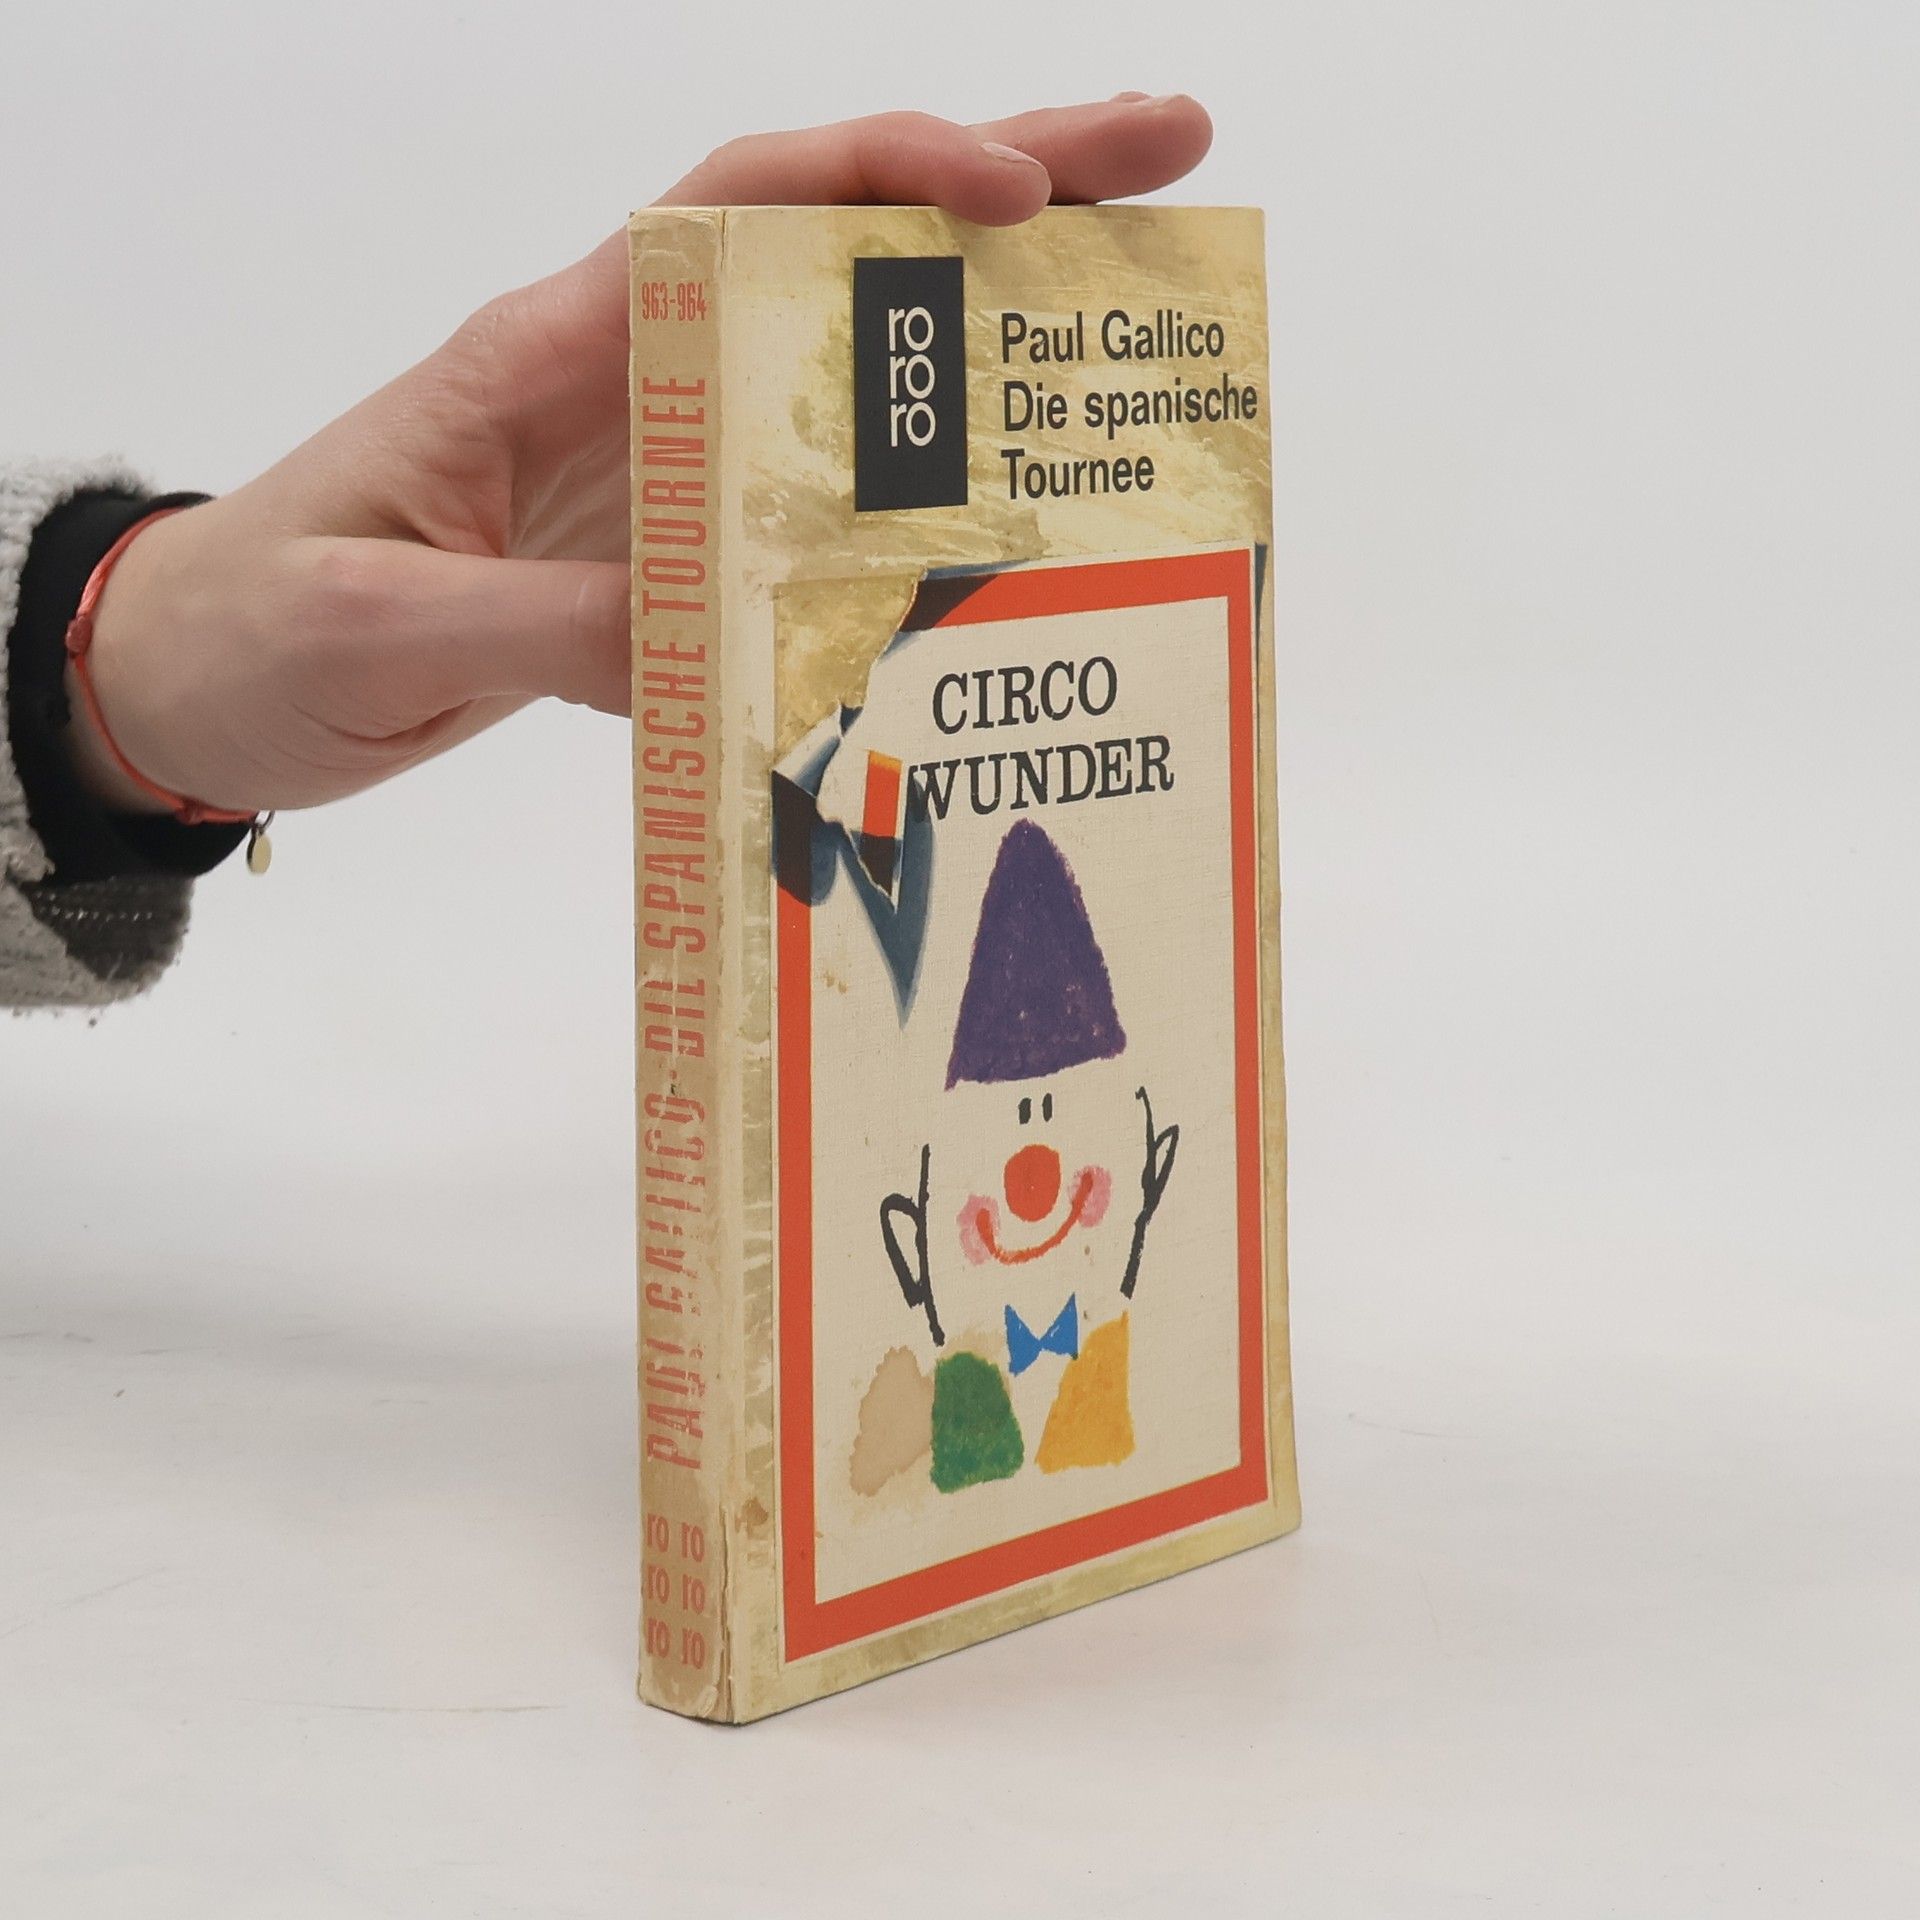 963-964
PAUL GALLICO · DIE SPANISCHE TOURNEE
ro ro
ro ro
ro ro
ro
ro
ro
Paul Gallico
Die spanische
Tournee
CIRCO
WUNDER